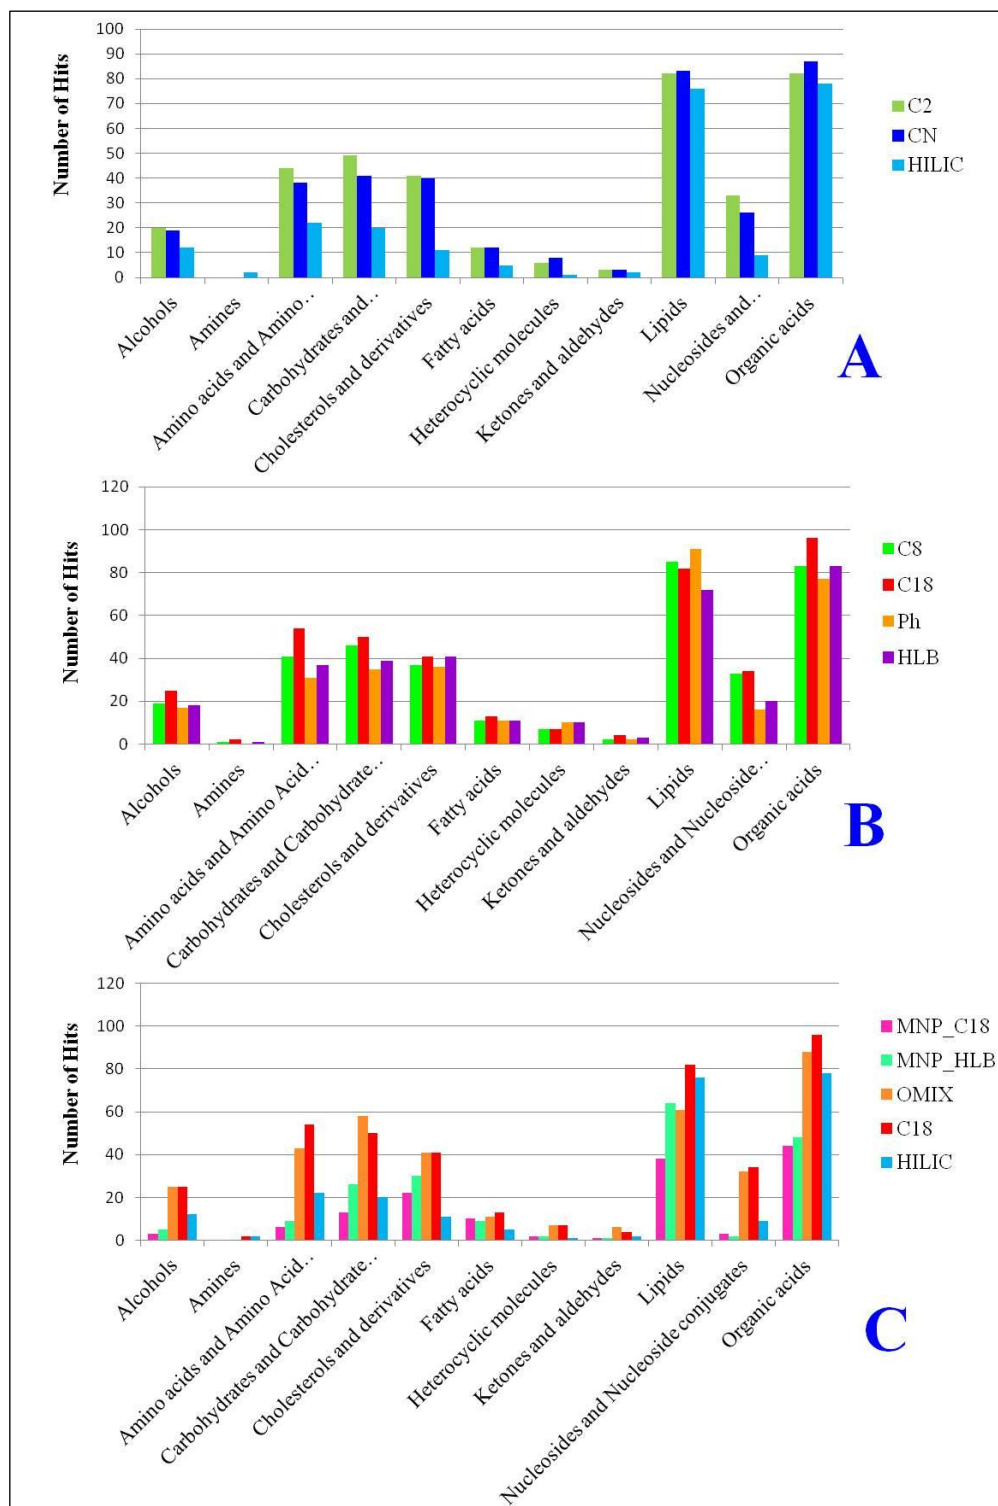 Number of Hits
100
90
80
70
60
50
40
30
20
10
0
Alcohols
Amines
Amino acids and Amino..
Carbohydrates and..
Cholesterols and derivatives
Fatty acids
Heterocyclic molecules
Ketones and aldehydes
Lipids
Nucleosides and..
Organic acids
C2
CN
HILIC
A
Number of Hits
120
100
80
60
40
20
0
Alcohols
Amines
Amino acids and Amino Acid..
Carbohydrates and Carbohydrate..
Cholesterols and derivatives
Fatty acids
Heterocyclic molecules
Ketones and aldehydes
Lipids
Nucleosides and Nucleoside..
Organic acids
C8
C18
Ph
HLB
B
Number of Hits
120
100
80
60
40
20
0
Alcohols
Amines
Amino acids and Amino Acid..
Carbohydrates and Carbohydrate..
Cholesterols and derivatives
Fatty acids
Heterocyclic molecules
Ketones and aldehydes
Lipids
Nucleosides and Nucleoside conjugates
Organic acids
MNP_C18
MNP_HLB
OMIX
C18
HILIC
C